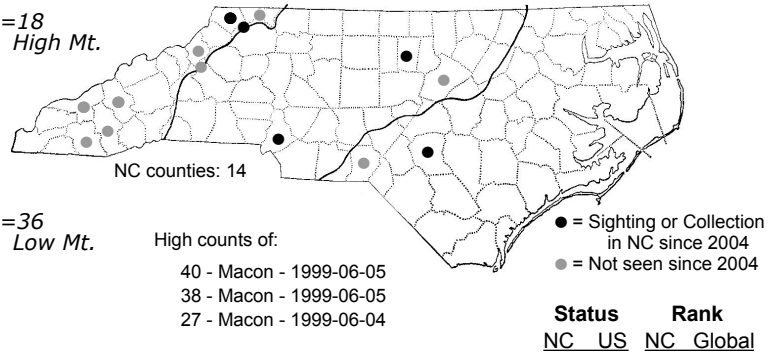 =18
High Mt.
NC counties: 14
=36
Low Mt.
High counts of:
40 - Macon - 1999-06-05
38 - Macon - 1999-06-05
27 - Macon - 1999-06-04
= Sighting or Collection
in NC since 2004
= Not seen since 2004
Status Rank
NC US NC Global